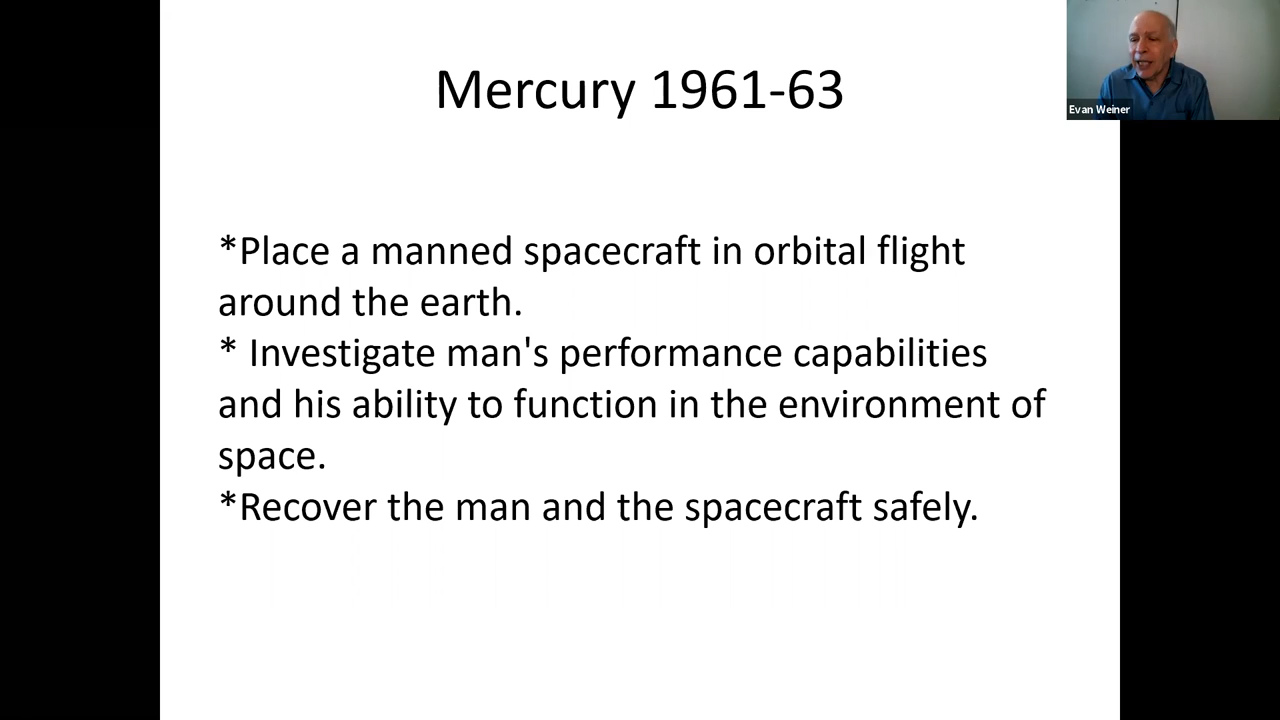 Mercury 1961-63
Evan Weiner
*Place a manned spacecraft in orbital flight
around the earth.
* Investigate man's performance capabilities
and his ability to function in the environment of
space.
*Recover the man and the spacecraft safely.